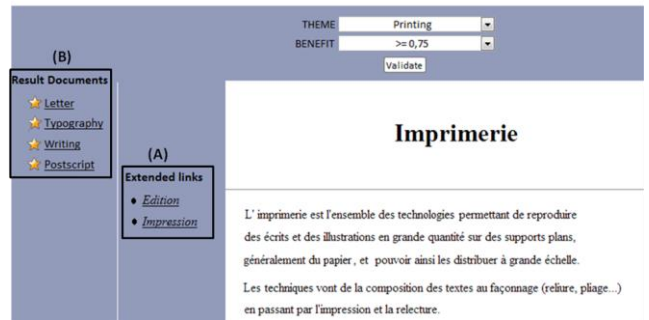 THEME Printing
BENEFIT >= 0,75
Validate
(B)
Result Documents
Letter
Typography
Writing
Postscript
(A)
Extended links
Edition
Impression
Imprimerie
L' imprimerie est l'ensemble des technologies permettant de reproduire
des écrits et des illustrations en grande quantité sur des supports plans,
généralement du papier, et pouvoir ainsi les distribuer à grande échelle.
Les techniques vont de la composition des textes au façonnage (reliure, pliage...)
en passant par l'impression et la relecture.